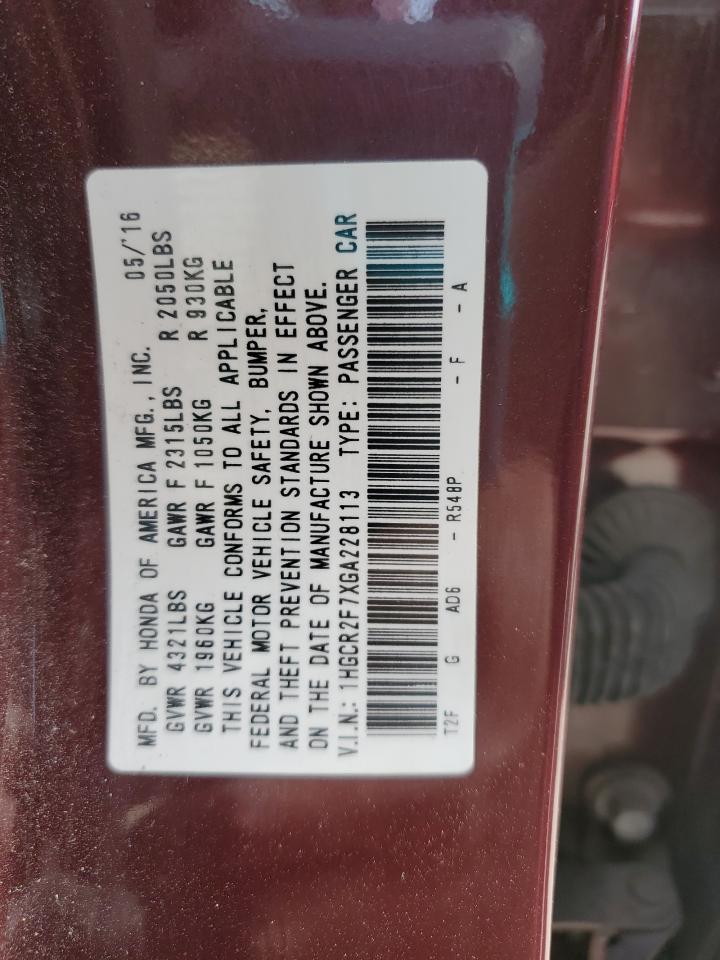 MFD. BY HONDA OF AMERICA MFG., INC. 05/'16
GVWR 4321LBS GAWR F 2315LBS R 2050LBS
GVWR 1960KG GAWR F 1050KG R 930KG
THIS VEHICLE CONFORMS TO ALL APPLICABLE
FEDERAL MOTOR VEHICLE SAFETY, BUMPER,
AND THEFT PREVENTION STANDARDS IN EFFECT
ON THE DATE OF MANUFACTURE SHOWN ABOVE.
V.I.N.: 1HGCR2F7XGA228113 TYPE: PASSENGER CAR
T2F G AD6 - R548P - F - A